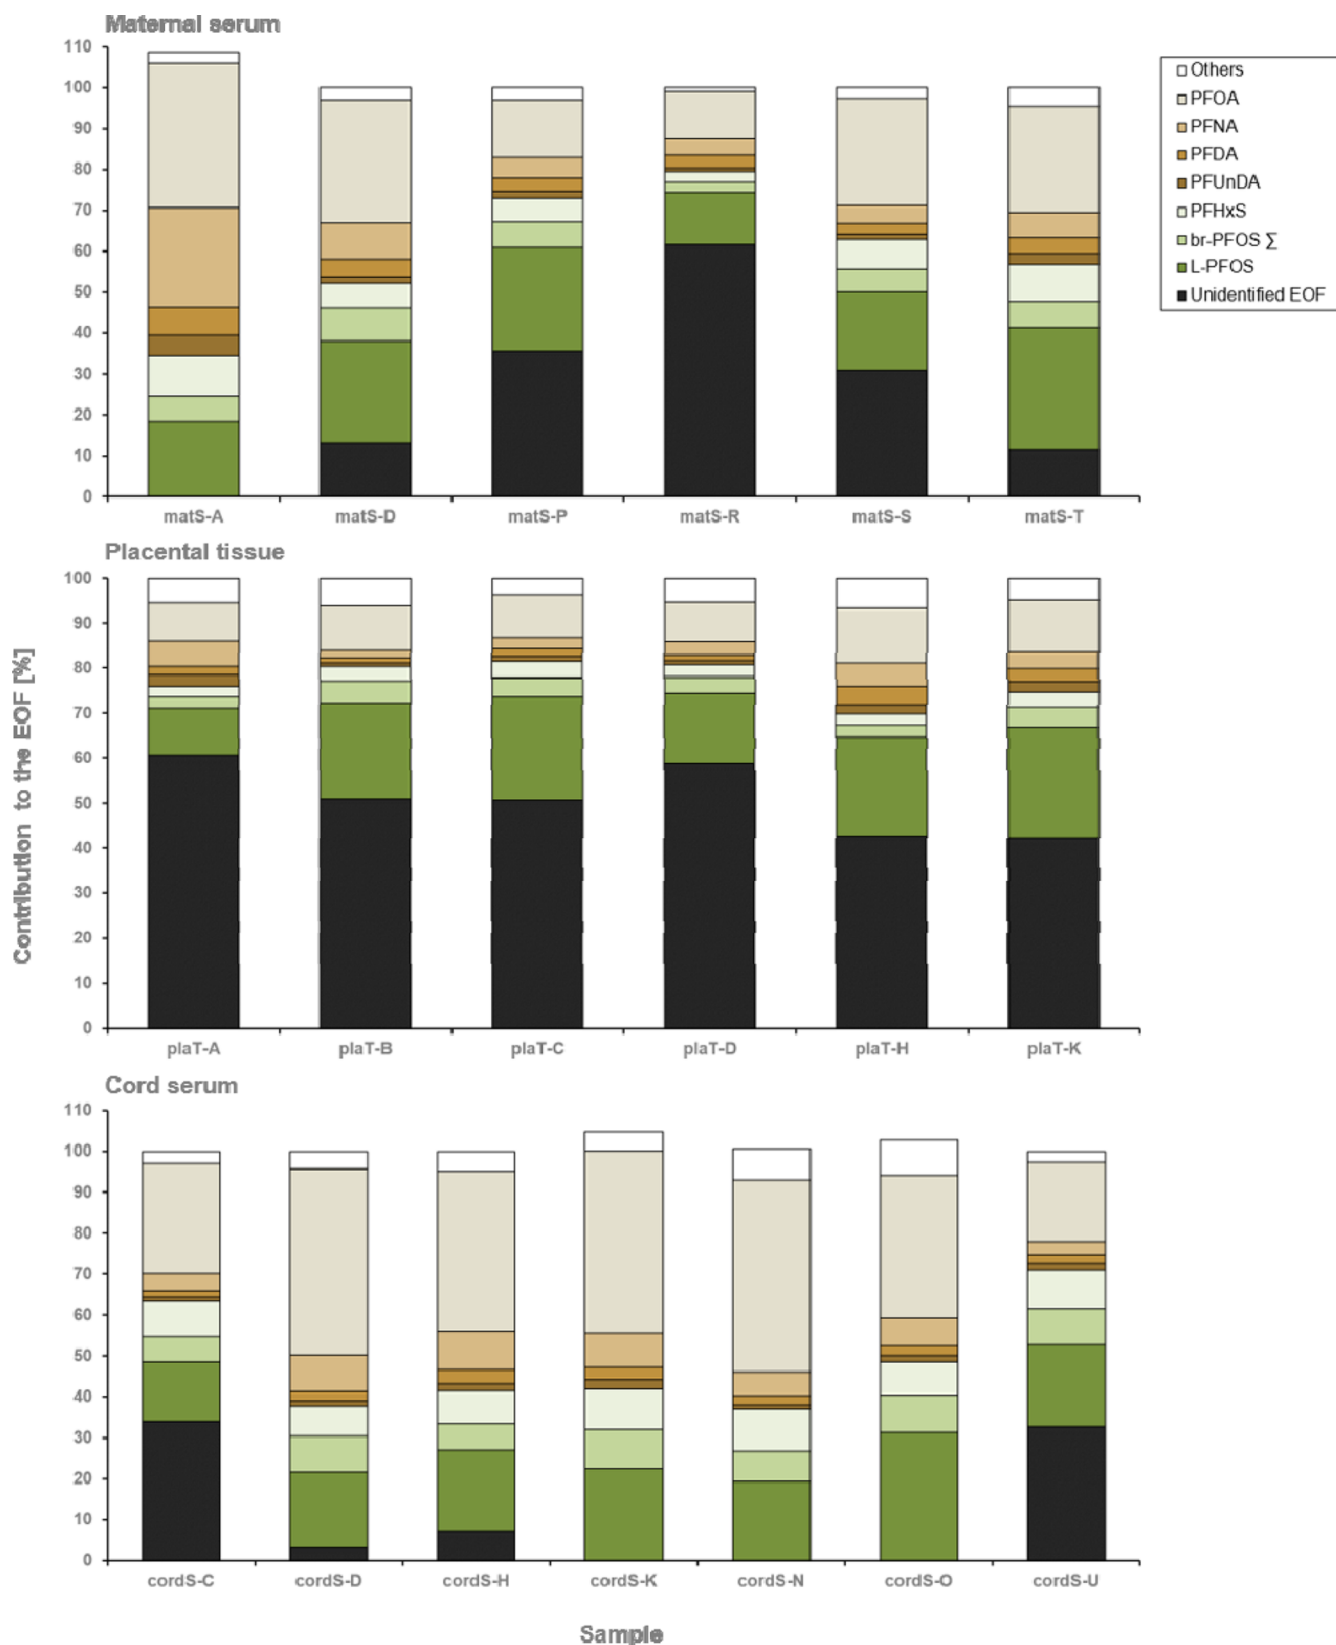 Maternal serum
110
100
90
80
70
60
50
40
30
20
10
0
matS-A matS-D matS-P matS-R matS-S matS-T
Others
PFOA
PFNA
PFDA
PFUnDA
PFHxS
br-PFOS ∑
L-PFOS
Unidentified EOF
Placental tissue
100
90
80
70
60
50
40
30
20
10
0
plaT-A plaT-B plaT-C plaT-D plaT-H plaT-K
Contribution to the EOF [%]
Cord serum
110
100
90
80
70
60
50
40
30
20
10
0
cordS-C cordS-D cordS-H cordS-K cordS-N cordS-O cordS-U
Sample